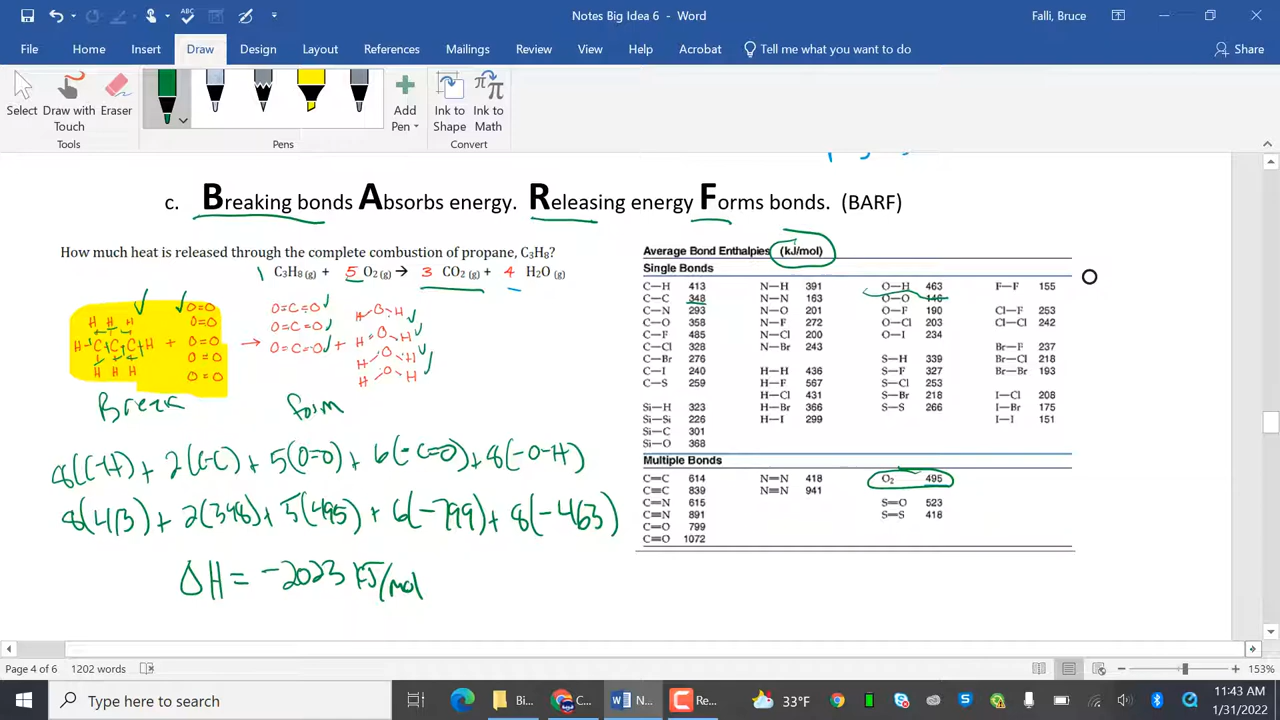 Notes Big Idea 6 - Word
Falli, Bruce
File Home Insert Draw Design Layout References Mailings Review View Help Acrobat Tell me what you want to do Share
Select Draw with Touch Eraser Add Pen Ink to Shape Ink to Math
Tools Pens Convert
c. Breaking bonds Absorbs energy. Releasing energy Forms bonds. (BARF)
How much heat is released through the complete combustion of propane, C3H8?
1 C3H8 (g) + 5 O2 (g) → 3 CO2 (g) + 4 H2O (g)
H H H
H-C-C-C-H
H H H
+
O=O
O=O
O=O
O=O
O=O
→
O=C=O
O=C=O
O=C=O
+
H O H
H O H
H O H
H O H
Break Form
8(C-H) + 2(C-C) + 5(O=O) + 6(-C=O) + 8(-O-H)
8(413) + 2(348) + 5(495) + 6(-799) + 8(-463)
ΔH = -2023 kJ/mol
Average Bond Enthalpies (kJ/mol)
Single Bonds
C—H 413 N—H 391 O—H 463 F—F 155
C—C 348 N—N 163 O—O 146
C—N 293 N—O 201 O—F 190 Cl—F 253
C—O 358 N—F 272 O—Cl 203 Cl—Cl 242
C—F 485 N—Cl 200 O—I 234
C—Cl 328 N—Br 243 Br—F 237
C—Br 276 S—H 339 Br—Cl 218
C—I 240 H—H 436 S—F 327 Br—Br 193
C—S 259 H—F 567 S—Cl 253
H—Cl 431 S—Br 218 I—Cl 208
Si—H 323 H—Br 366 S—S 266 I—Br 175
Si—Si 226 H—I 299 I—I 151
Si—C 301
Si—O 368
Multiple Bonds
C=C 614 N=N 418 O2 495
C≡C 839 N≡N 941
C=N 615 S=O 523
C≡N 891 S=S 418
C=O 799
C≡O 1072
Page 4 of 6 1202 words 153%
Type here to search Bi... C... N... Re... 33°F 11:43 AM
1/31/2022